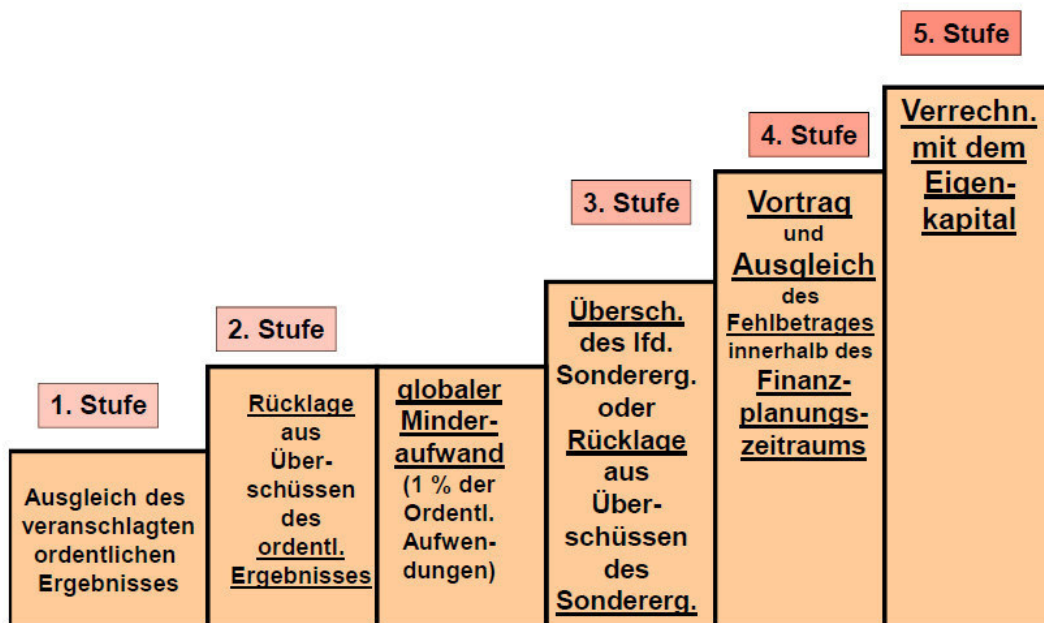 1. Stufe
Ausgleich des
veranschlagten
ordentlichen
Ergebnisses
2. Stufe
Rücklage
aus
Über-
schüssen
des
ordentl.
Ergebnisses
globaler
Minder-
aufwand
(1 % der
Ordentl.
Aufwen-
dungen)
3. Stufe
Übersch.
des lfd.
Sondererg.
oder
Rücklage
aus
Über-
schüssen
des
Sondererg.
4. Stufe
Vortrag
und
Ausgleich
des
Fehlbetrages
innerhalb des
Finanz-
planungs-
zeitraums
5. Stufe
Verrechn.
mit dem
Eigen-
kapital